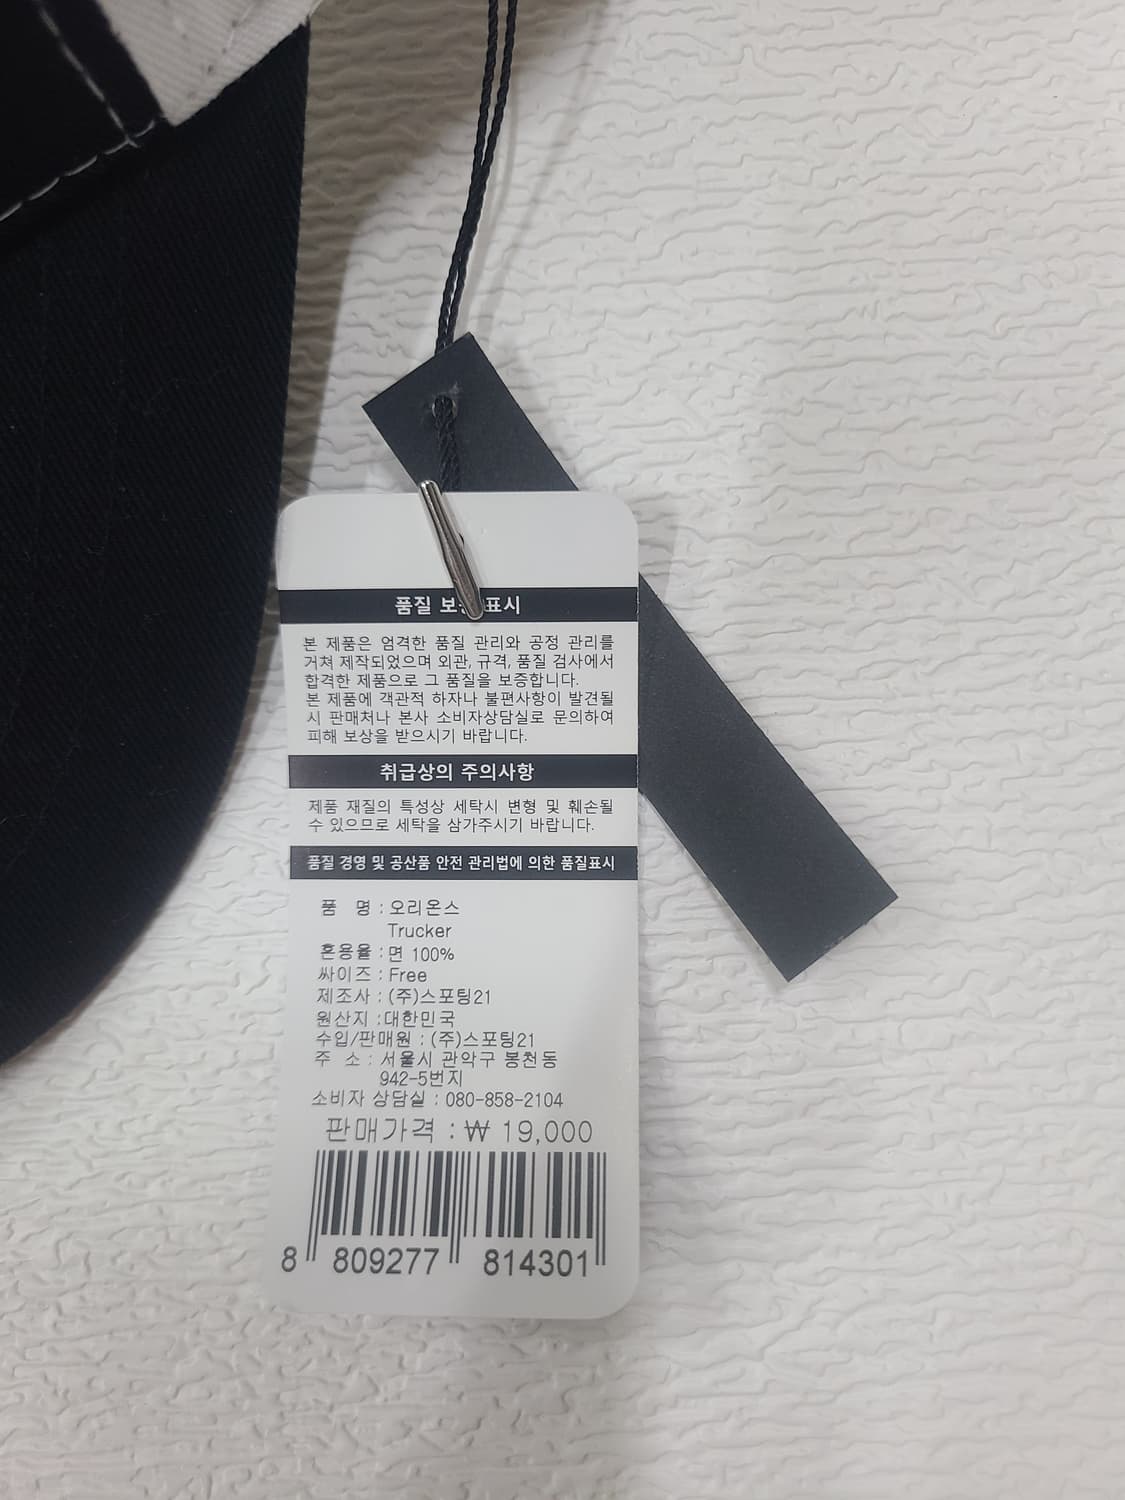 품질 보증 표시
본 제품은 엄격한 품질 관리와 공정 관리를
거쳐 제작되었으며 외관, 규격, 품질 검사에서
합격한 제품으로 그 품질을 보증합니다.
본 제품에 객관적 하자나 불편사항이 발견될
시 판매처나 본사 소비자상담실로 문의하여
피해 보상을 받으시기 바랍니다.
취급상의 주의사항
제품 재질의 특성상 세탁시 변형 및 훼손될
수 있으므로 세탁을 삼가주시기 바랍니다.
품질 경영 및 공산품 안전 관리법에 의한 품질표시
품 명 : 오리온스
Trucker
혼용율 : 면 100%
싸이즈 : Free
제조사 : (주)스포팅21
원산지 :대한민국
수입/판매원 : (주)스포팅21
주 소 : 서울시 관악구 봉천동
942-5번지
소비자 상담실 : 080-858-2104
판매가격 : ₩ 19,000
8 809277 814301